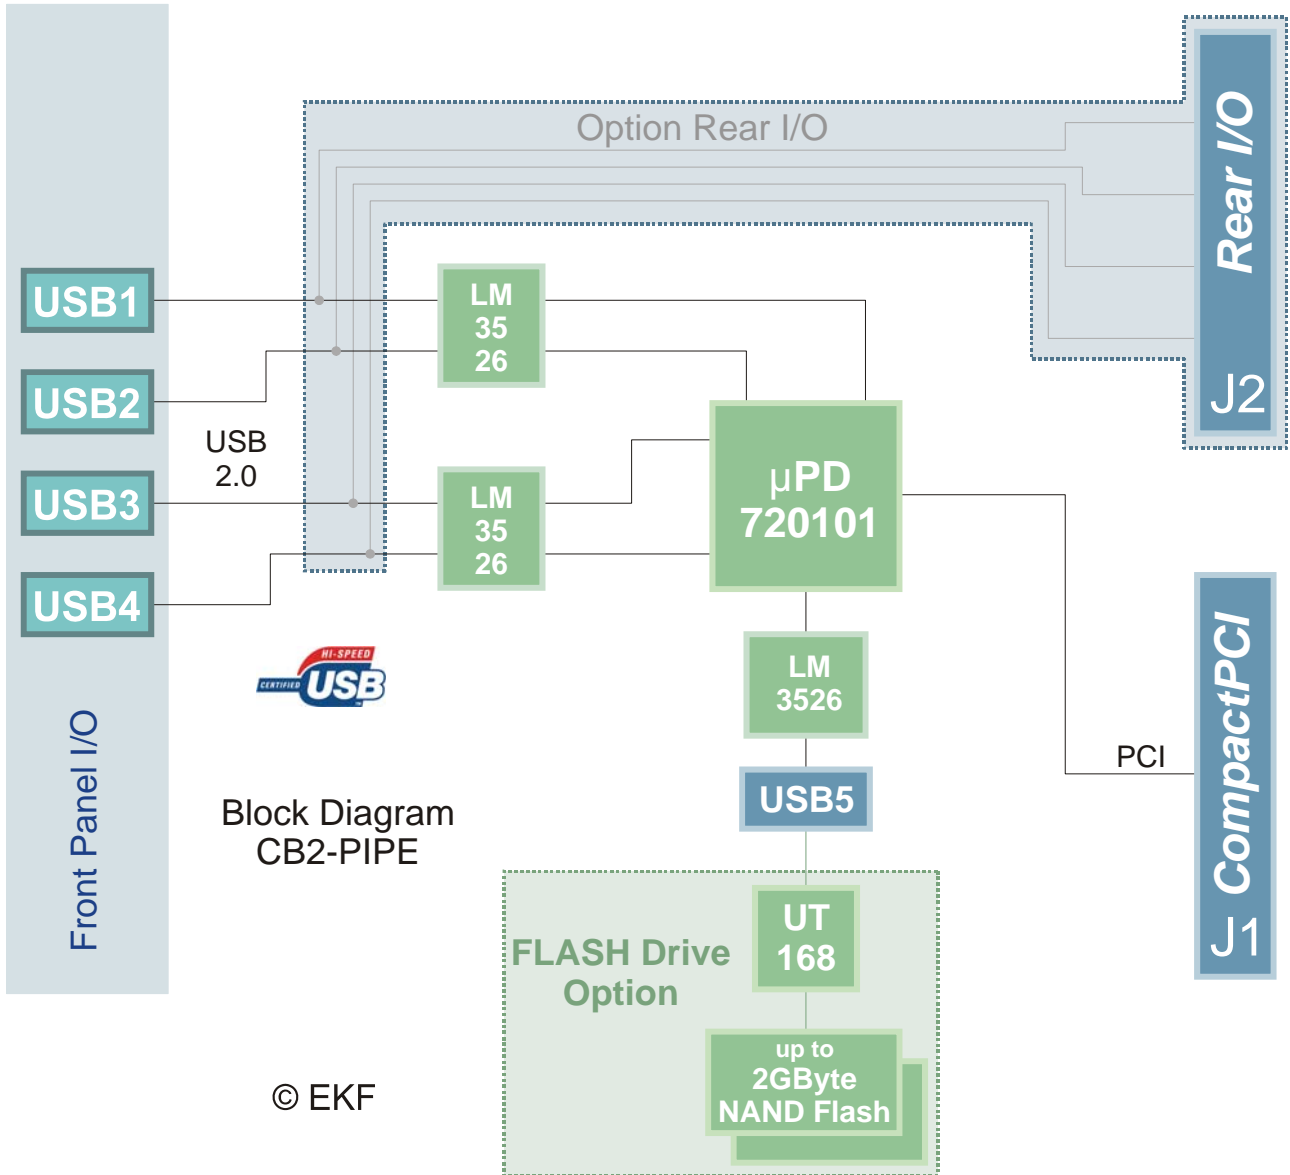 Option Rear I/O
Rear I/O
J2
USB1
USB2
USB3
USB4
USB
2.0
LM
35
26
LM
35
26
µPD
720101
LM
3526
USB5
PCI
CompactPCI
J1
HI-SPEED
CERTIFIED
USB
TM
Front Panel I/O
Block Diagram
CB2-PIPE
FLASH Drive
Option
UT
168
up to
2GByte
NAND Flash
© EKF